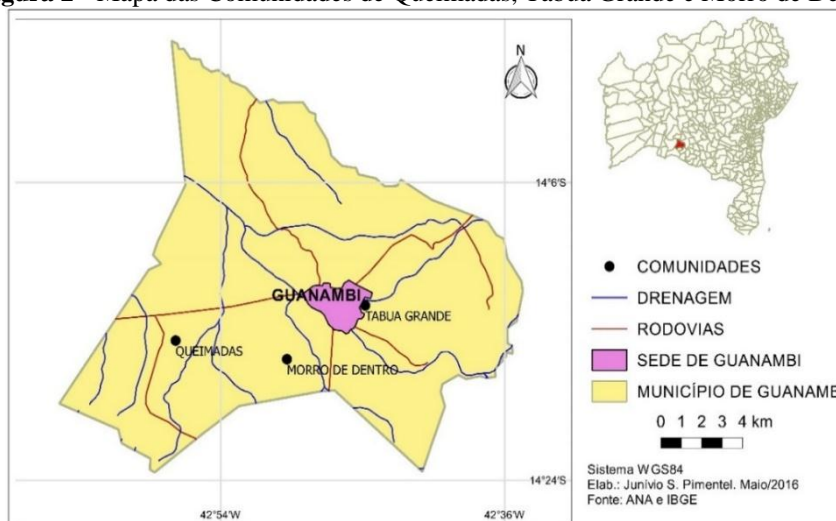 Figura 2 - Mapa das Comunidades de Queimadas, Tábua Grande e Morro de De
N
14°6'S
GUANAMBI
TABUA GRANDE
QUEIMADAS
MORRO DE DENTRO
14°24'S
42°54'W
42°36'W
COMUNIDADES
DRENAGEM
RODOVIAS
SEDE DE GUANAMBI
MUNICÍPIO DE GUANAMB
0 1 2 3 4 km
Sistema WGS84
Elab.: Junívio S. Pimentel. Maio/2016
Fonte: ANA e IBGE